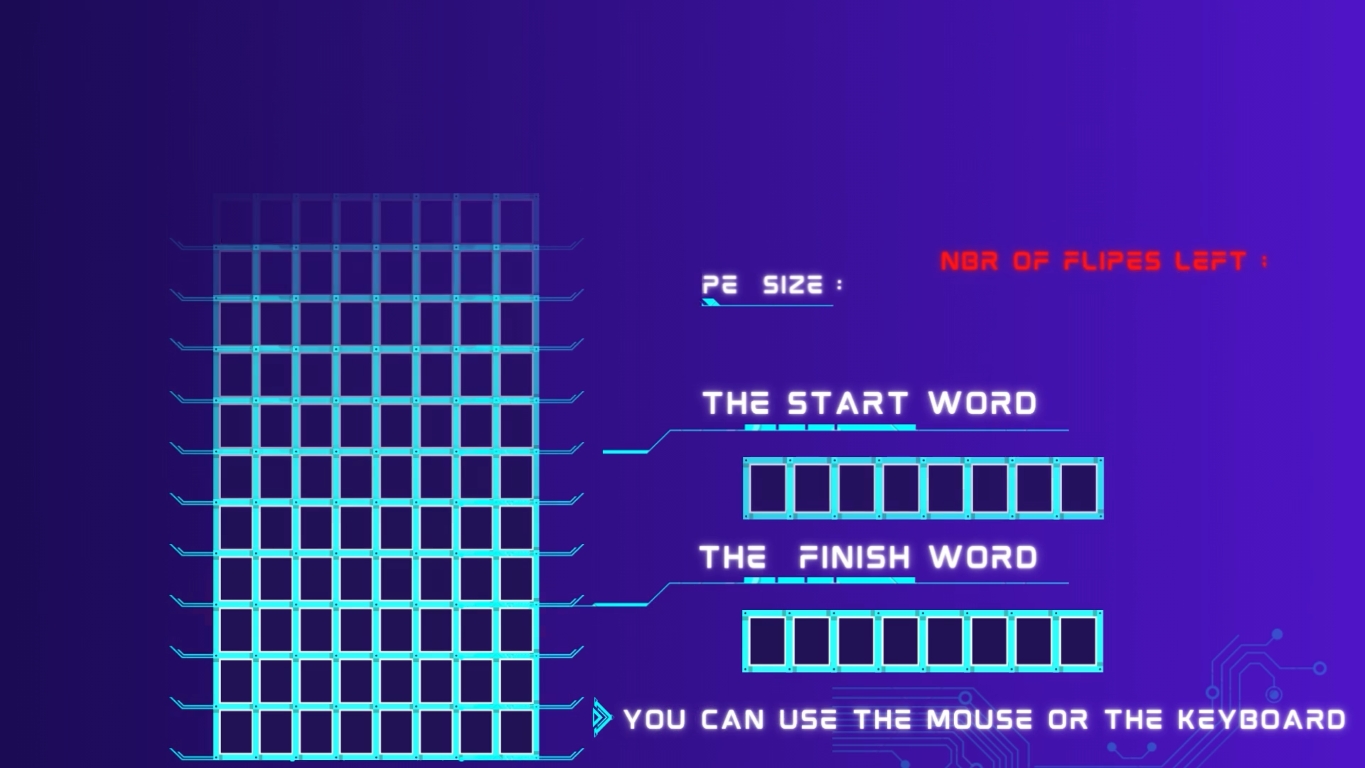 NBR OF FLIPES LEFT :
PE SIZE :
THE START WORD
THE FINISH WORD
YOU CAN USE THE MOUSE OR THE KEYBOARD